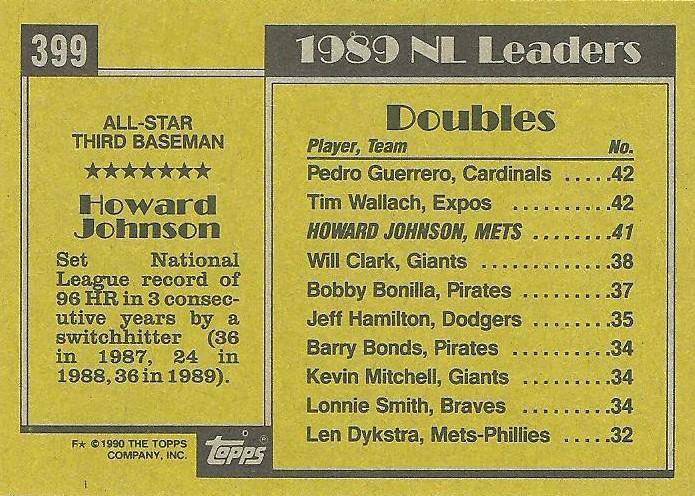 399
1989 NL Leaders
ALL-STAR
THIRD BASEMAN
★★★★★★★
Howard
Johnson
Set National
League record of
96 HR in 3 consec-
utive years by a
switchhitter (36
in 1987, 24 in
1988, 36 in 1989).
F★ ©1990 THE TOPPS
COMPANY, INC.
TOPPS®
Doubles
Player, Team No.
Pedro Guerrero, Cardinals .....42
Tim Wallach, Expos ..........42
HOWARD JOHNSON, METS ........41
Will Clark, Giants .............38
Bobby Bonilla, Pirates ..........37
Jeff Hamilton, Dodgers ........35
Barry Bonds, Pirates ..........34
Kevin Mitchell, Giants .........34
Lonnie Smith, Braves ..........34
Len Dykstra, Mets-Phillies .....32